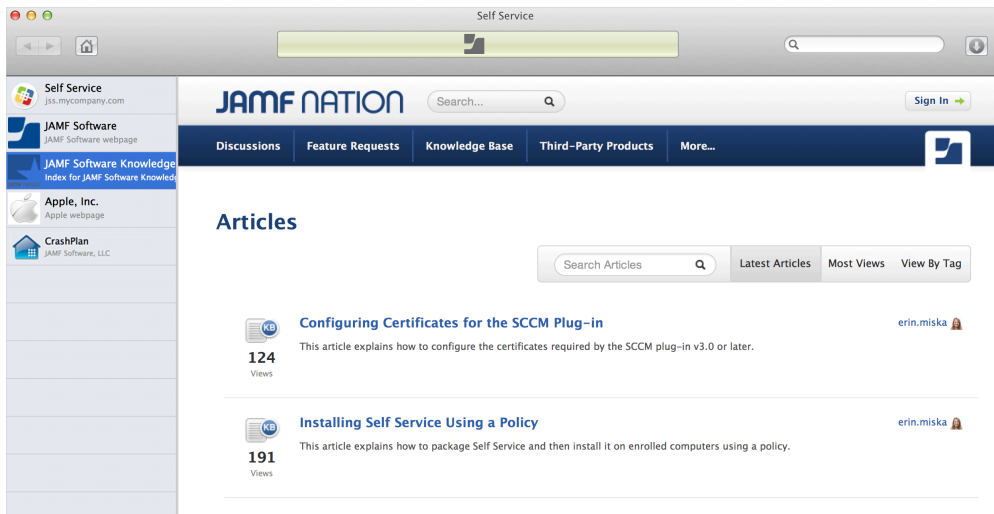 Self Service
Self Service
jss.mycompany.com
JAMF Software
JAMF Software webpage
JAMF Software Knowledge
Index for JAMF Software Knowled
Apple, Inc.
Apple webpage
CrashPlan
JAMF Software, LLC
JAMF NATION
Search...
Sign In
Discussions
Feature Requests
Knowledge Base
Third-Party Products
More...
Articles
Search Articles
Latest Articles
Most Views
View By Tag
KB
Configuring Certificates for the SCCM Plug-in
erin.miska
This article explains how to configure the certificates required by the SCCM plug-in v3.0 or later.
124
Views
KB
Installing Self Service Using a Policy
erin.miska
This article explains how to package Self Service and then install it on enrolled computers using a policy.
191
Views